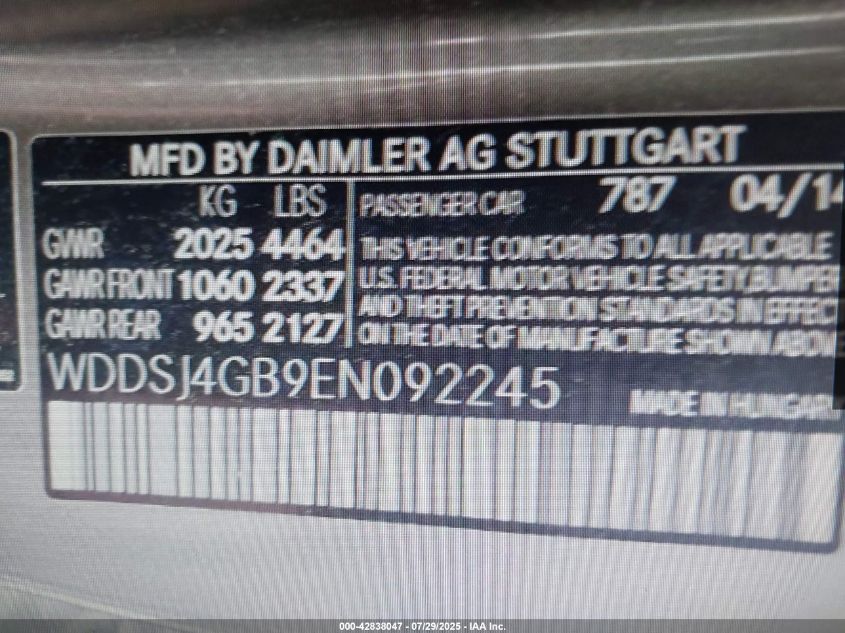 MFD BY DAIMLER AG STUTTGART
KG LBS
GVWR 2025 4464
GAWR FRONT 1060 2337
GAWR REAR 965 2127
PASSENGER CAR 787 04/14
THIS VEHICLE CONFORMS TO ALL APPLICABLE
U.S. FEDERAL MOTOR VEHICLE SAFETY, BUMPER
AND THEFT PREVENTION STANDARDS IN EFFECT
ON THE DATE OF MANUFACTURE SHOWN ABOVE
WDDSJ4GB9EN092245
MADE IN HUNGARY
000-42838047 - 07/29/2025 - IAA Inc.